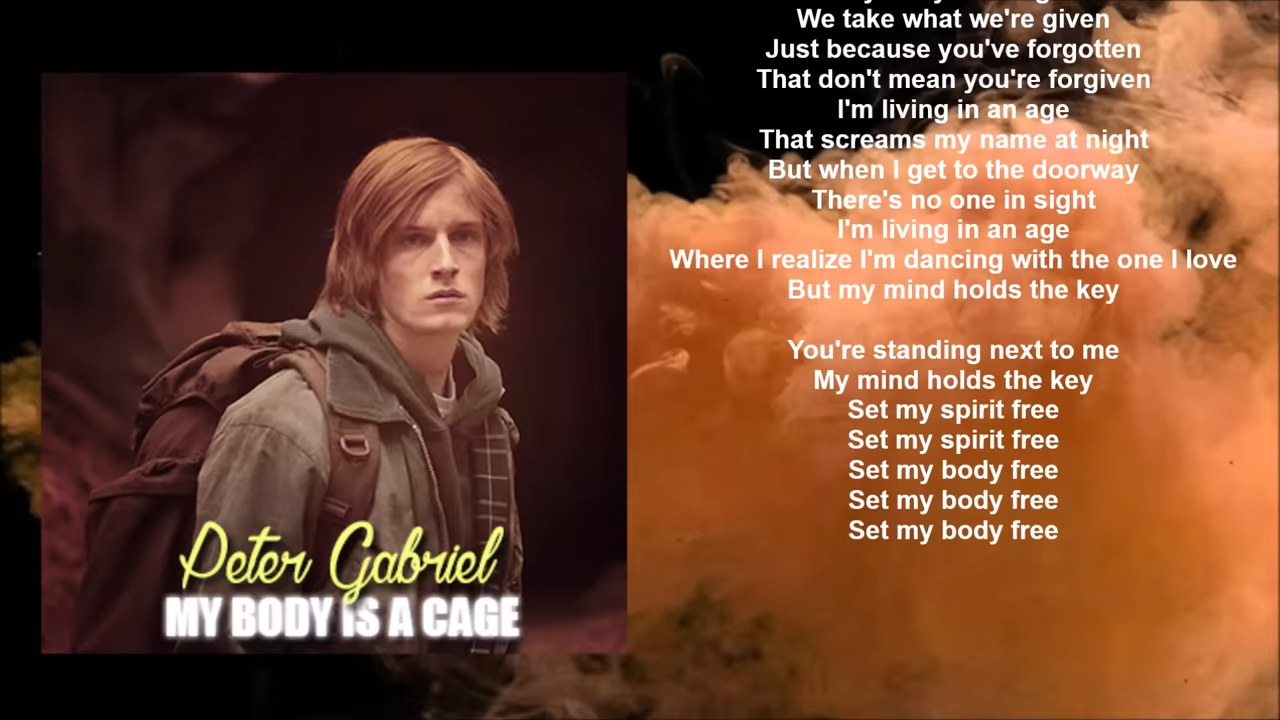 Peter Gabriel
MY BODY IS A CAGE
We take what we're given
Just because you've forgotten
That don't mean you're forgiven
I'm living in an age
That screams my name at night
But when I get to the doorway
There's no one in sight
I'm living in an age
Where I realize I'm dancing with the one I love
But my mind holds the key
You're standing next to me
My mind holds the key
Set my spirit free
Set my spirit free
Set my body free
Set my body free
Set my body free